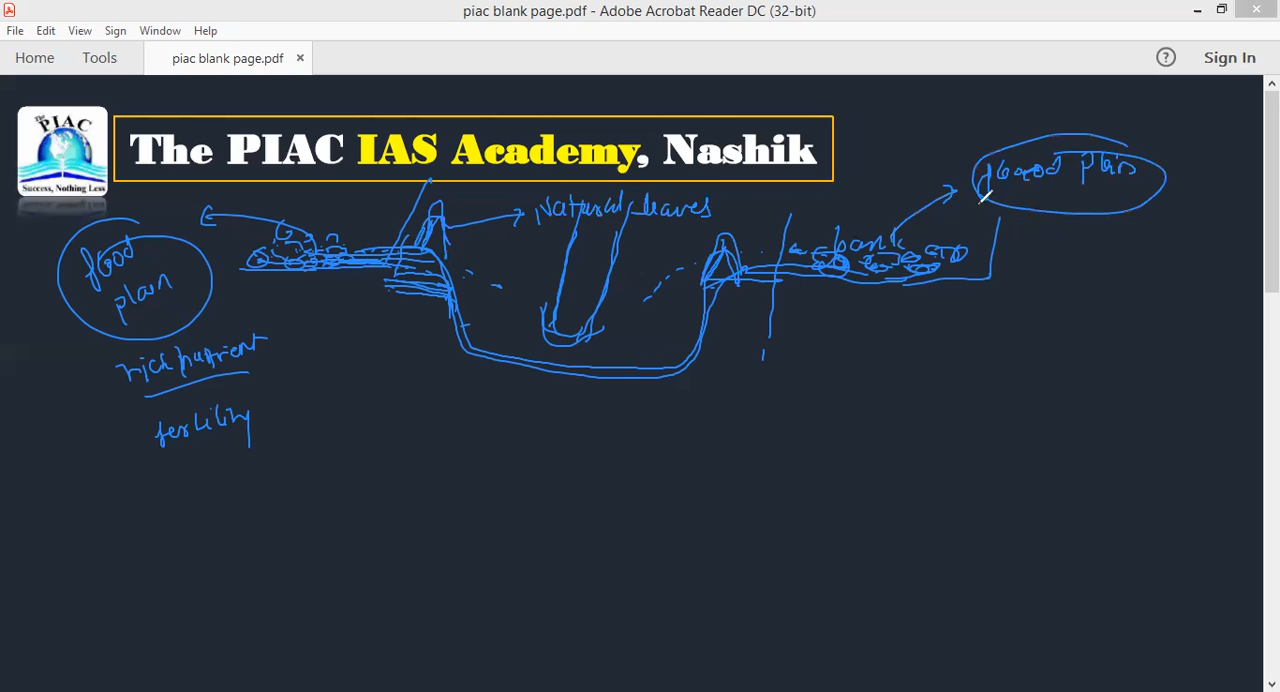 piac blank page.pdf - Adobe Acrobat Reader DC (32-bit)
File Edit View Sign Window Help
Home Tools piac blank page.pdf × ? Sign In
The PIAC
Success, Nothing Less
The PIAC IAS Academy, Nashik
flood plain
Natural leaves
bank
flood
plain
rich nutrient
fertility